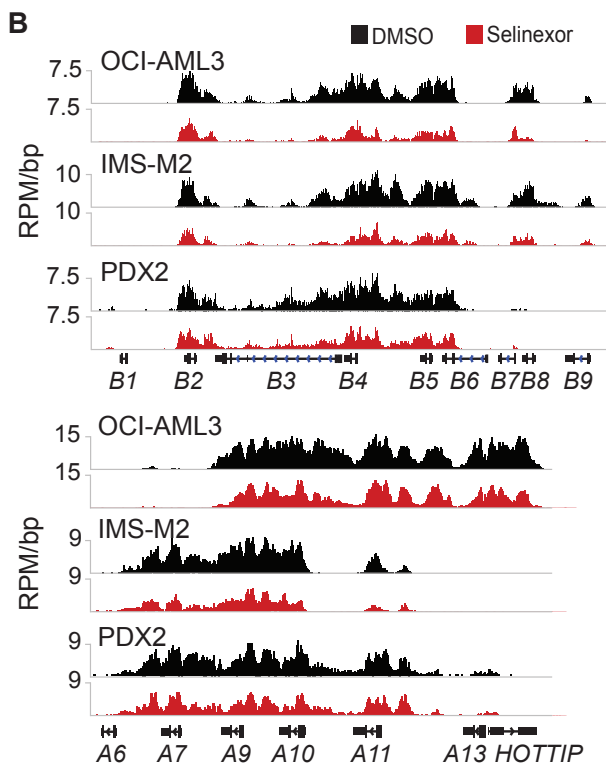 B
DMSO Selinexor
OCI-AML3
7.5
7.5
IMS-M2
10
10
PDX2
7.5
7.5
RPM/bp
B1 B2 B3 B4 B5 B6 B7 B8 B9
OCI-AML3
15
15
IMS-M2
9
9
PDX2
9
9
RPM/bp
A6 A7 A9 A10 A11 A13 HOTTIP